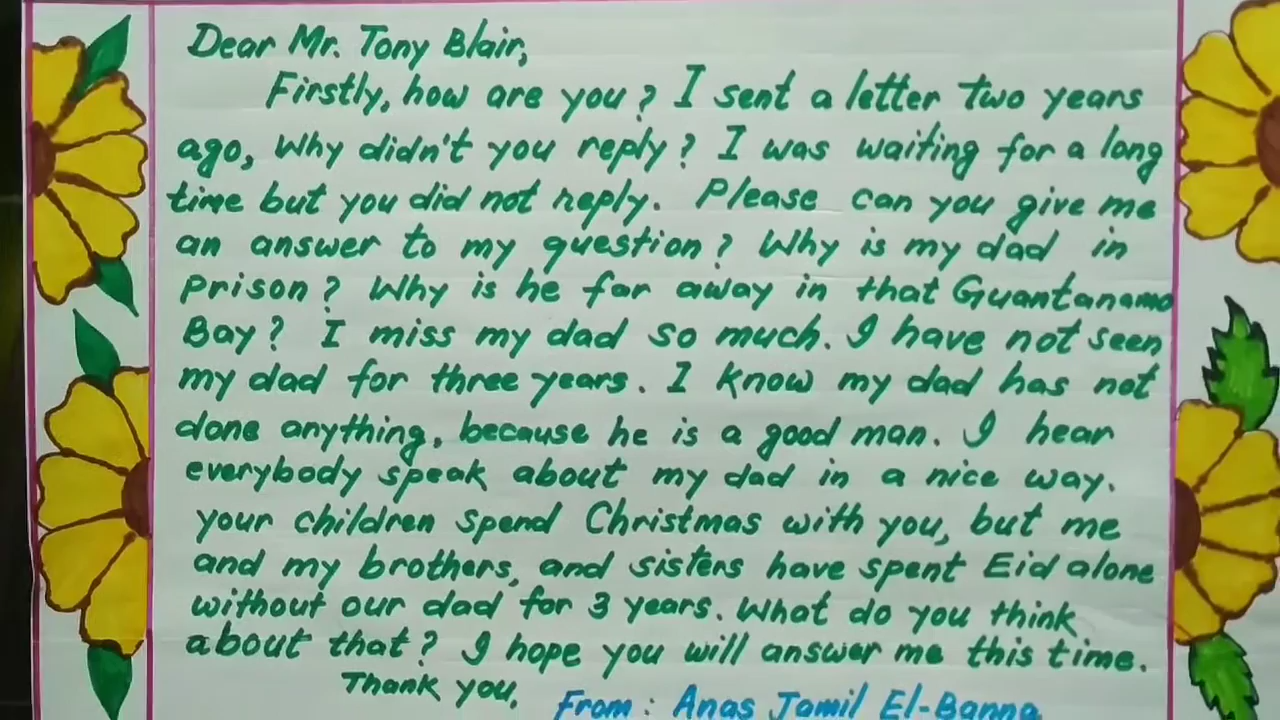 Dear Mr. Tony Blair,
Firstly, how are you? I sent a letter two years
ago, Why didn't you reply? I was waiting for a long
time but you did not reply. Please can you give me
an answer to my question? Why is my dad in
Prison? Why is he far away in that Guantanamo
Bay? I miss my dad so much. I have not seen
my dad for three years. I know my dad has not
done anything, because he is a good man. I hear
everybody speak about my dad in a nice way.
your children spend Christmas with you, but me
and my brothers, and sisters have spent Eid alone
without our dad for 3 years. What do you think
about that? I hope you will answer me this time.
Thank you,
From: Anas Jamil El-Banna